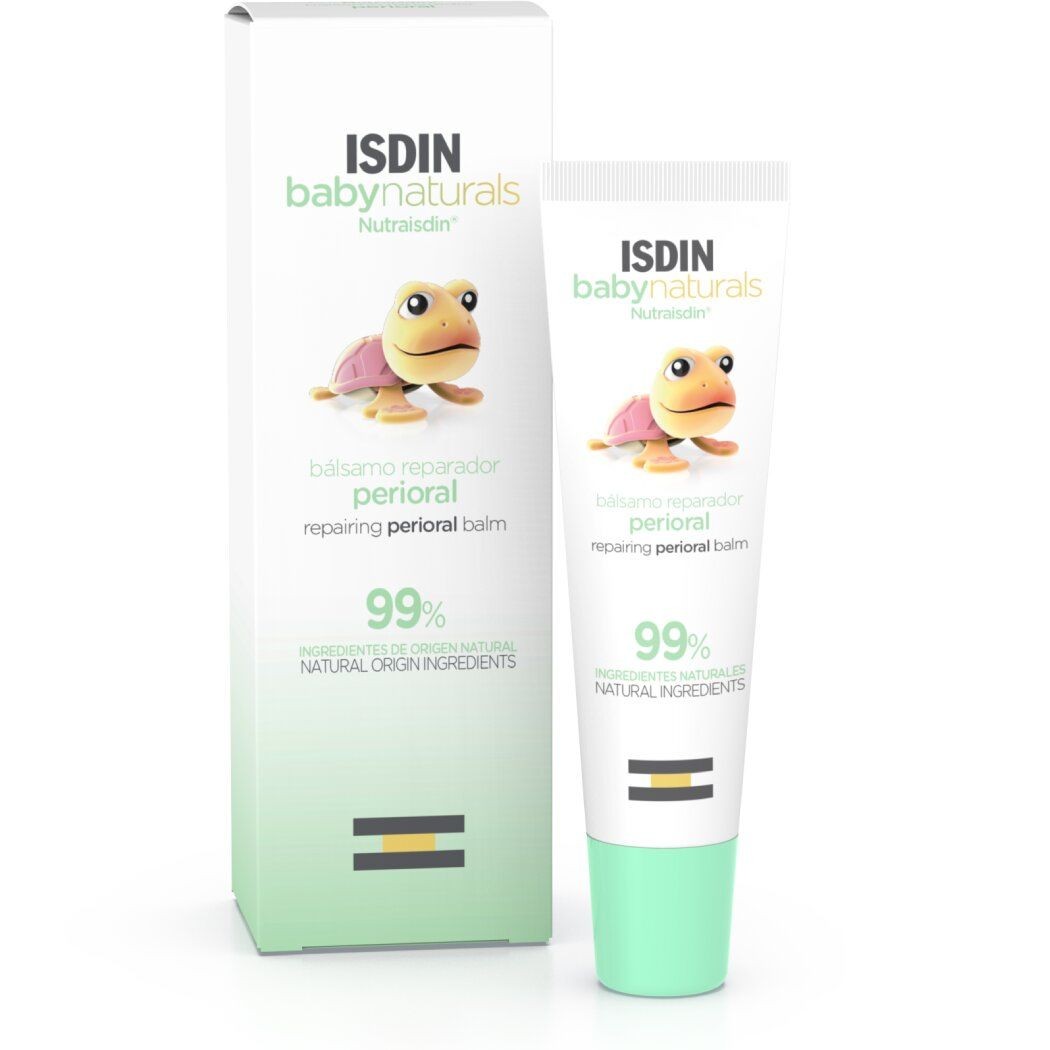 ISDIN
babynaturals
Nutraisdin®
bálsamo reparador
perioral
repairing perioral balm
99%
INGREDIENTES DE ORIGEN NATURAL
NATURAL ORIGIN INGREDIENTS
ISDIN
babynaturals
Nutraisdin®
bálsamo reparador
perioral
repairing perioral balm
99%
INGREDIENTES NATURALES
NATURAL INGREDIENTS